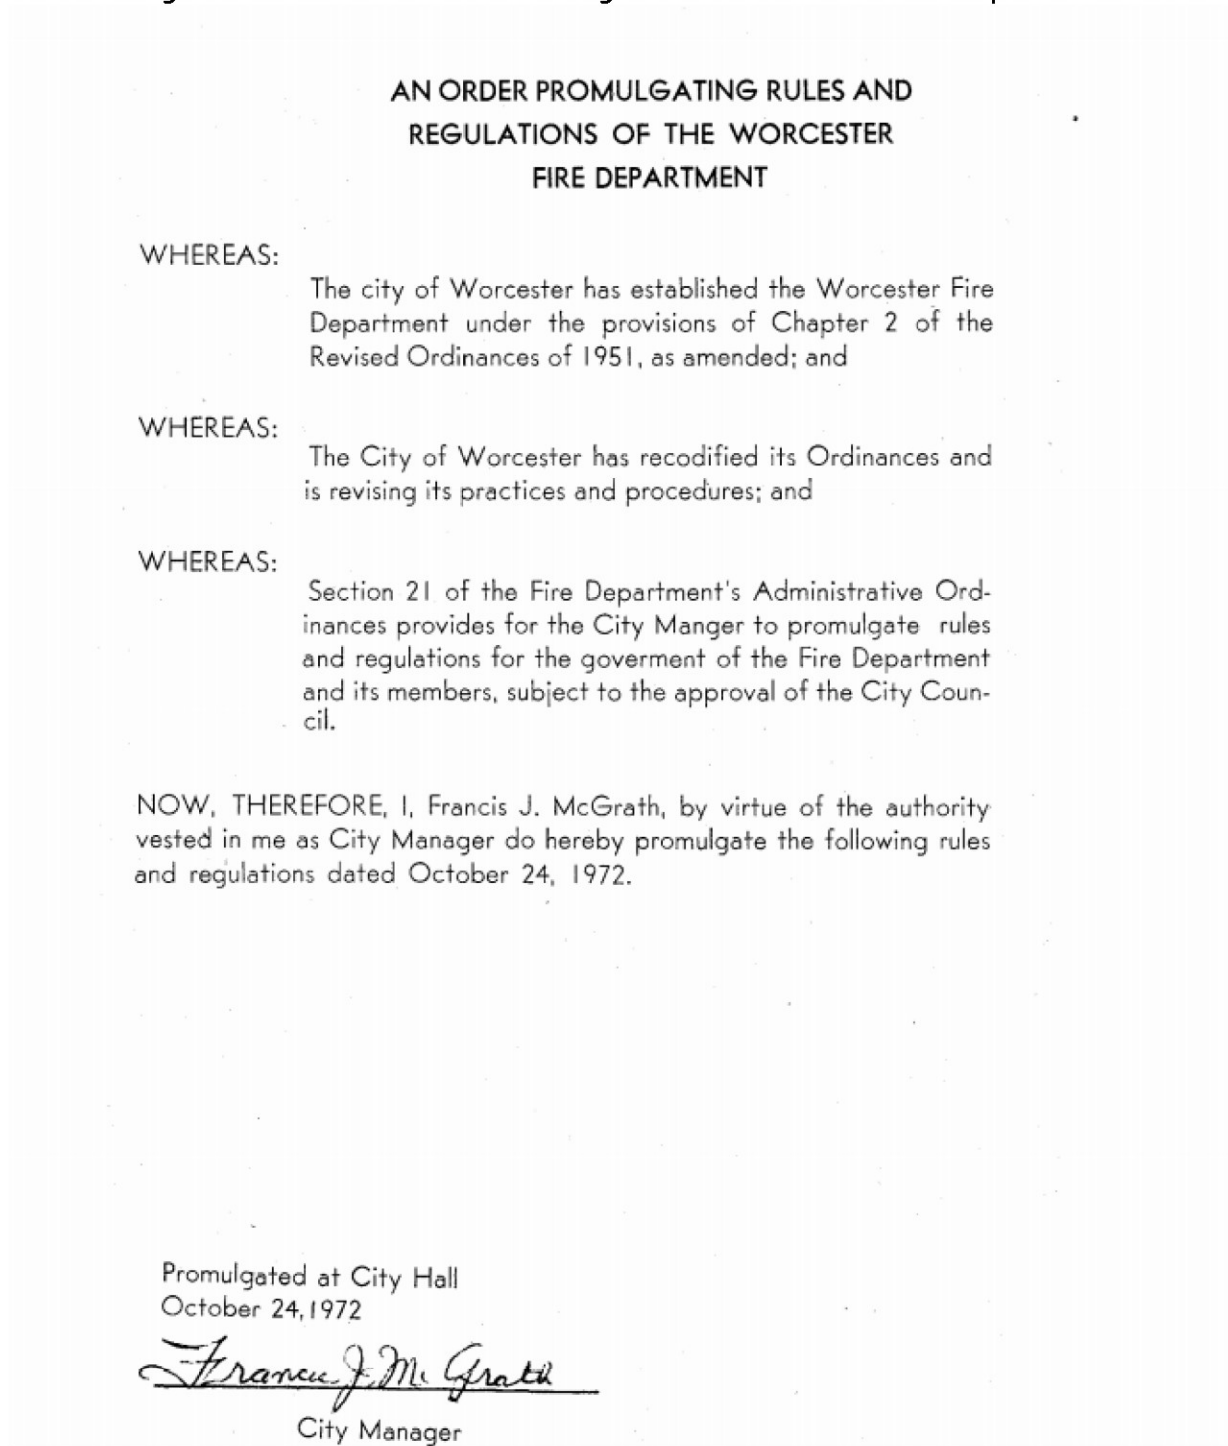 AN ORDER PROMULGATING RULES AND
REGULATIONS OF THE WORCESTER
FIRE DEPARTMENT
WHEREAS:
The city of Worcester has established the Worcester Fire
Department under the provisions of Chapter 2 of the
Revised Ordinances of 1951, as amended; and
WHEREAS:
The City of Worcester has recodified its Ordinances and
is revising its practices and procedures; and
WHEREAS:
Section 21 of the Fire Department's Administrative Ord-
inances provides for the City Manger to promulgate rules
and regulations for the goverment of the Fire Department
and its members, subject to the approval of the City Coun-
cil.
NOW, THEREFORE, I, Francis J. McGrath, by virtue of the authority
vested in me as City Manager do hereby promulgate the following rules
and regulations dated October 24, 1972.
Promulgated at City Hall
October 24, 1972
Francis J. McGrath
City Manager